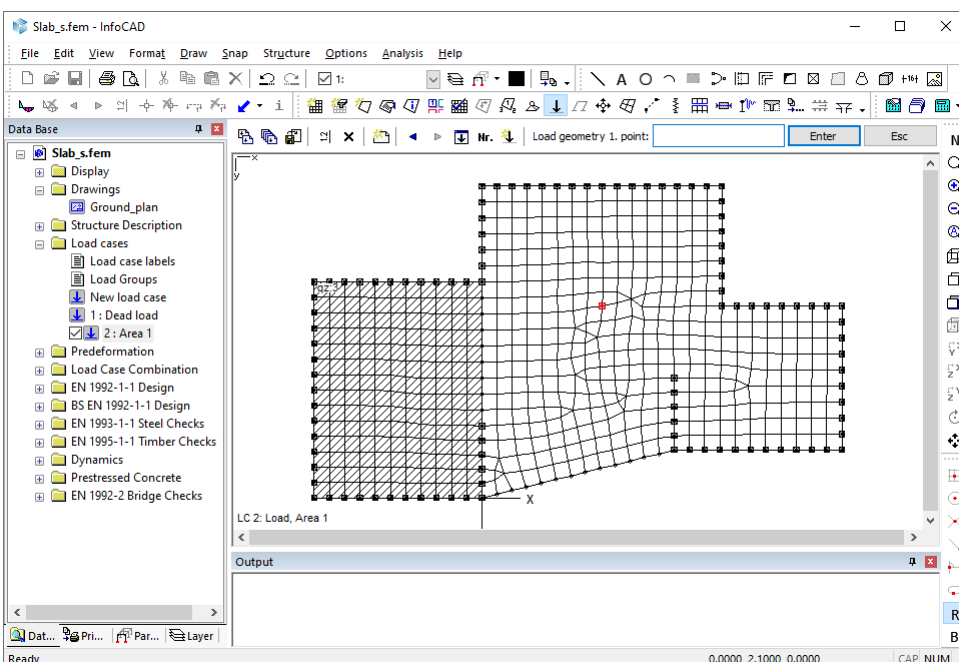 Slab_s.fem - InfoCAD
File Edit View Format Draw Snap Structure Options Analysis Help
1:
Data Base
Nr. Load geometry 1. point: Enter Esc
Slab_s.fem
Display
Drawings
Ground_plan
Structure Description
Load cases
Load case labels
Load Groups
New load case
1 : Dead load
2 : Area 1
Predeformation
Load Case Combination
EN 1992-1-1 Design
BS EN 1992-1-1 Design
EN 1993-1-1 Steel Checks
EN 1995-1-1 Timber Checks
Dynamics
Prestressed Concrete
EN 1992-2 Bridge Checks
x
y
qz,3
X
LC 2: Load, Area 1
Output
Dat... Pri... Par... Layer
R
B
Ready 0.0000 2.1000 0.0000 CAP NUM